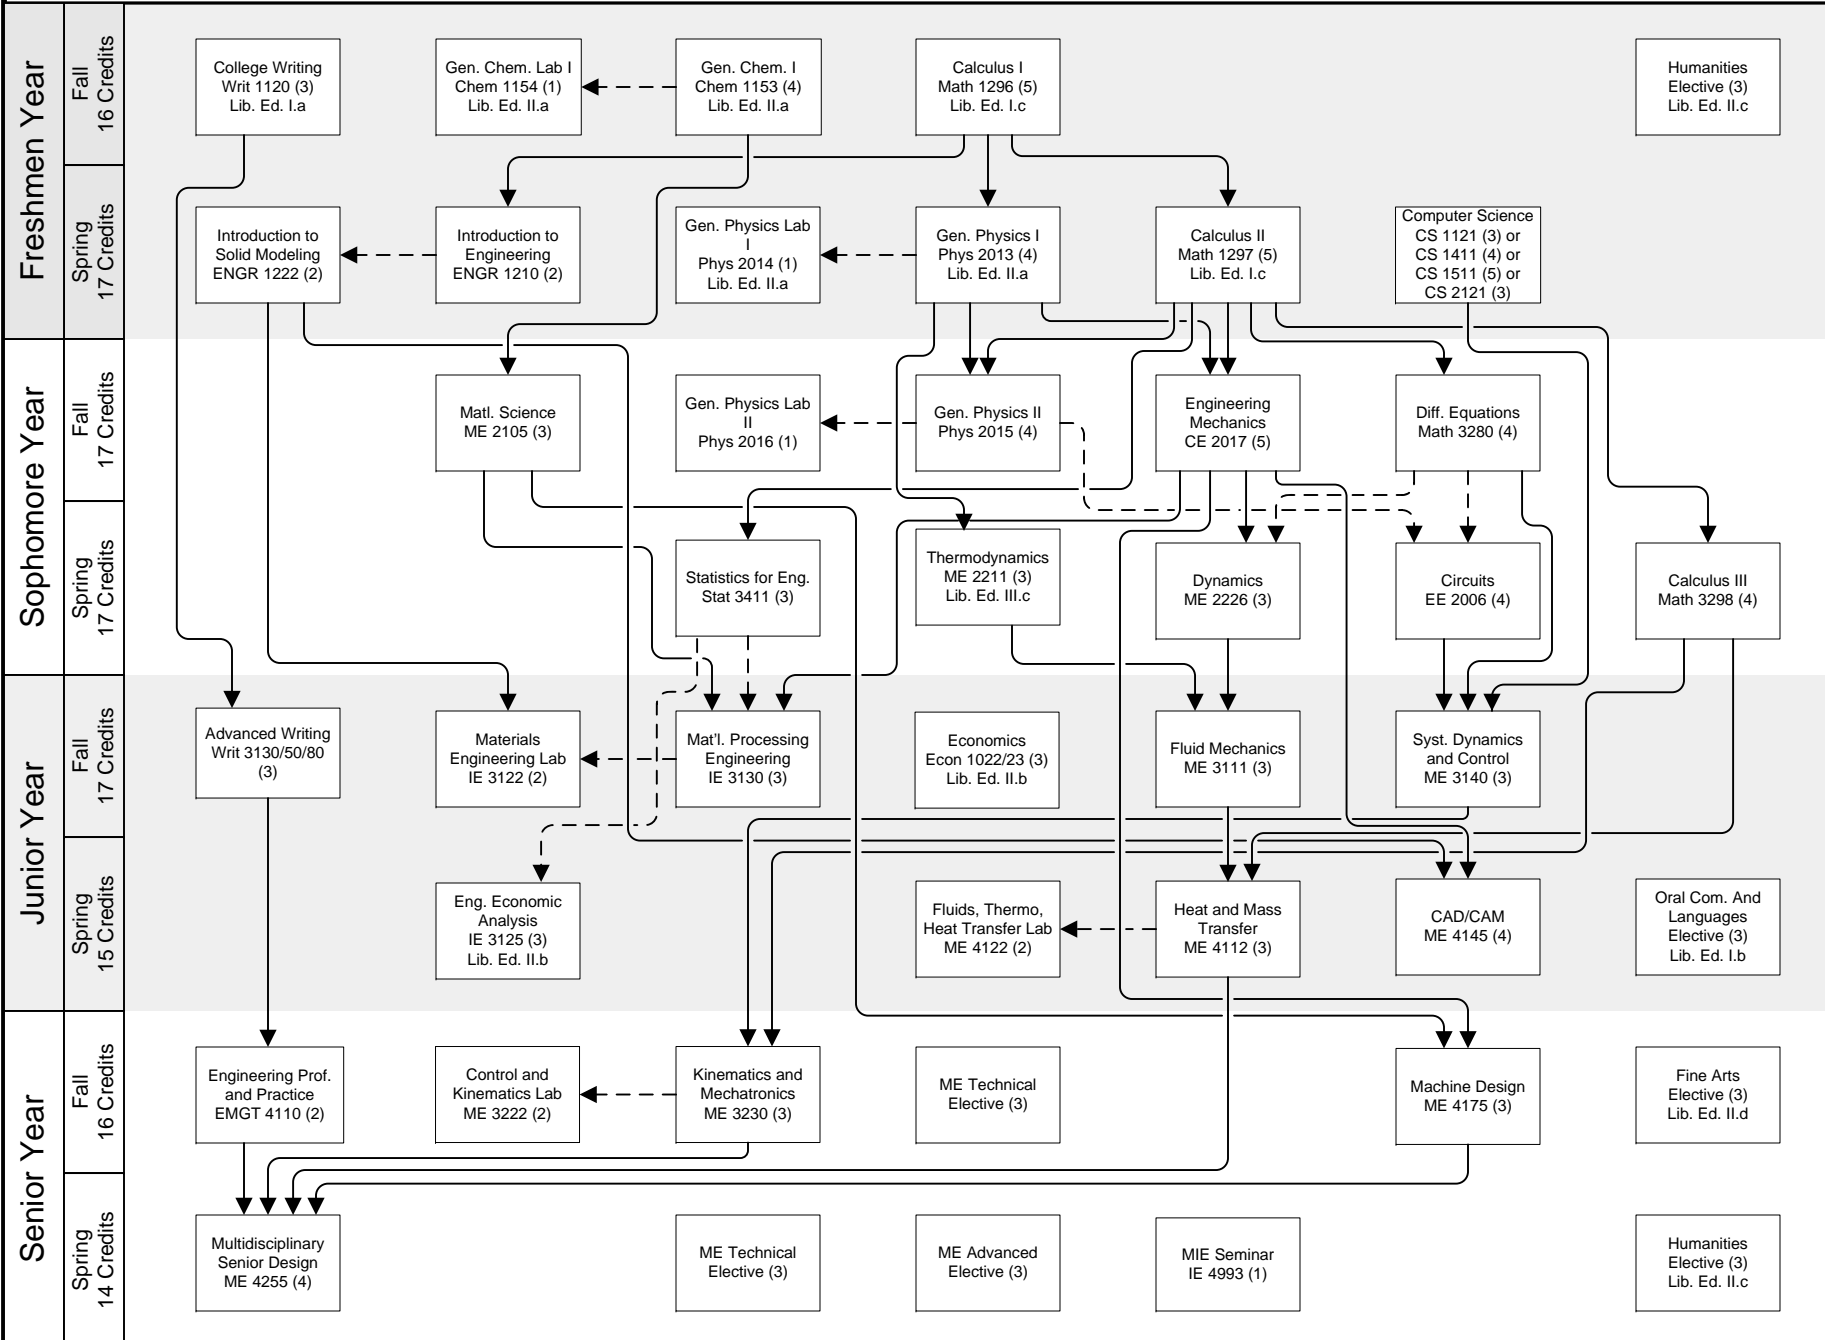 Freshmen Year
Fall
16 Credits
College Writing
Writ 1120 (3)
Lib. Ed. I.a
Gen. Chem. Lab I
Chem 1154 (1)
Lib. Ed. II.a
Gen. Chem. I
Chem 1153 (4)
Lib. Ed. II.a
Calculus I
Math 1296 (5)
Lib. Ed. I.c
Humanities
Elective (3)
Lib. Ed. II.c
Spring
17 Credits
Introduction to
Solid Modeling
ENGR 1222 (2)
Introduction to
Engineering
ENGR 1210 (2)
Gen. Physics Lab
I
Phys 2014 (1)
Lib. Ed. II.a
Gen. Physics I
Phys 2013 (4)
Lib. Ed. II.a
Calculus II
Math 1297 (5)
Lib. Ed. I.c
Computer Science
CS 1121 (3) or
CS 1411 (4) or
CS 1511 (5) or
CS 2121 (3)
Sophomore Year
Fall
17 Credits
Matl. Science
ME 2105 (3)
Gen. Physics Lab
II
Phys 2016 (1)
Gen. Physics II
Phys 2015 (4)
Engineering
Mechanics
CE 2017 (5)
Diff. Equations
Math 3280 (4)
Spring
17 Credits
Statistics for Eng.
Stat 3411 (3)
Thermodynamics
ME 2211 (3)
Lib. Ed. III.c
Dynamics
ME 2226 (3)
Circuits
EE 2006 (4)
Calculus III
Math 3298 (4)
Junior Year
Fall
17 Credits
Advanced Writing
Writ 3130/50/80
(3)
Materials
Engineering Lab
IE 3122 (2)
Mat'l. Processing
Engineering
IE 3130 (3)
Economics
Econ 1022/23 (3)
Lib. Ed. II.b
Fluid Mechanics
ME 3111 (3)
Syst. Dynamics
and Control
ME 3140 (3)
Spring
15 Credits
Eng. Economic
Analysis
IE 3125 (3)
Lib. Ed. II.b
Fluids, Thermo,
Heat Transfer Lab
ME 4122 (2)
Heat and Mass
Transfer
ME 4112 (3)
CAD/CAM
ME 4145 (4)
Oral Com. And
Languages
Elective (3)
Lib. Ed. I.b
Senior Year
Fall
16 Credits
Engineering Prof.
and Practice
EMGT 4110 (2)
Control and
Kinematics Lab
ME 3222 (2)
Kinematics and
Mechatronics
ME 3230 (3)
ME Technical
Elective (3)
Machine Design
ME 4175 (3)
Fine Arts
Elective (3)
Lib. Ed. II.d
Spring
14 Credits
Multidisciplinary
Senior Design
ME 4255 (4)
ME Technical
Elective (3)
ME Advanced
Elective (3)
MIE Seminar
IE 4993 (1)
Humanities
Elective (3)
Lib. Ed. II.c